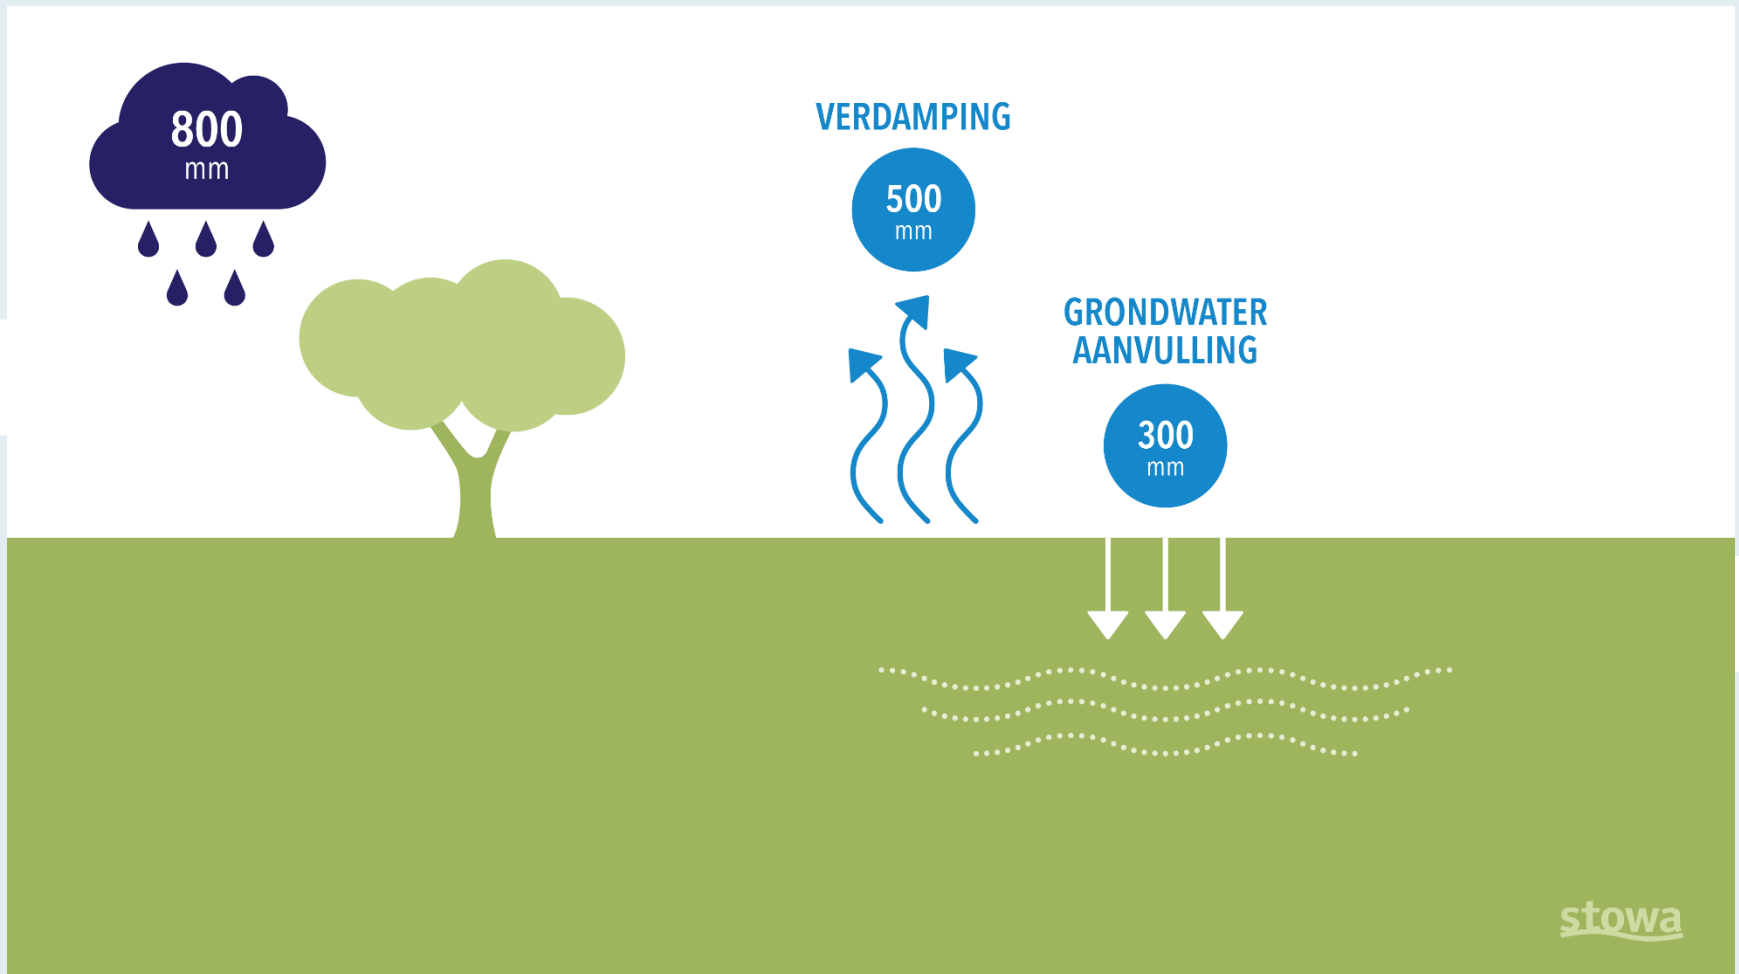 800
mm
VERDAMPING
500
mm
GRONDWATER
AANVULLING
300
mm
stowa